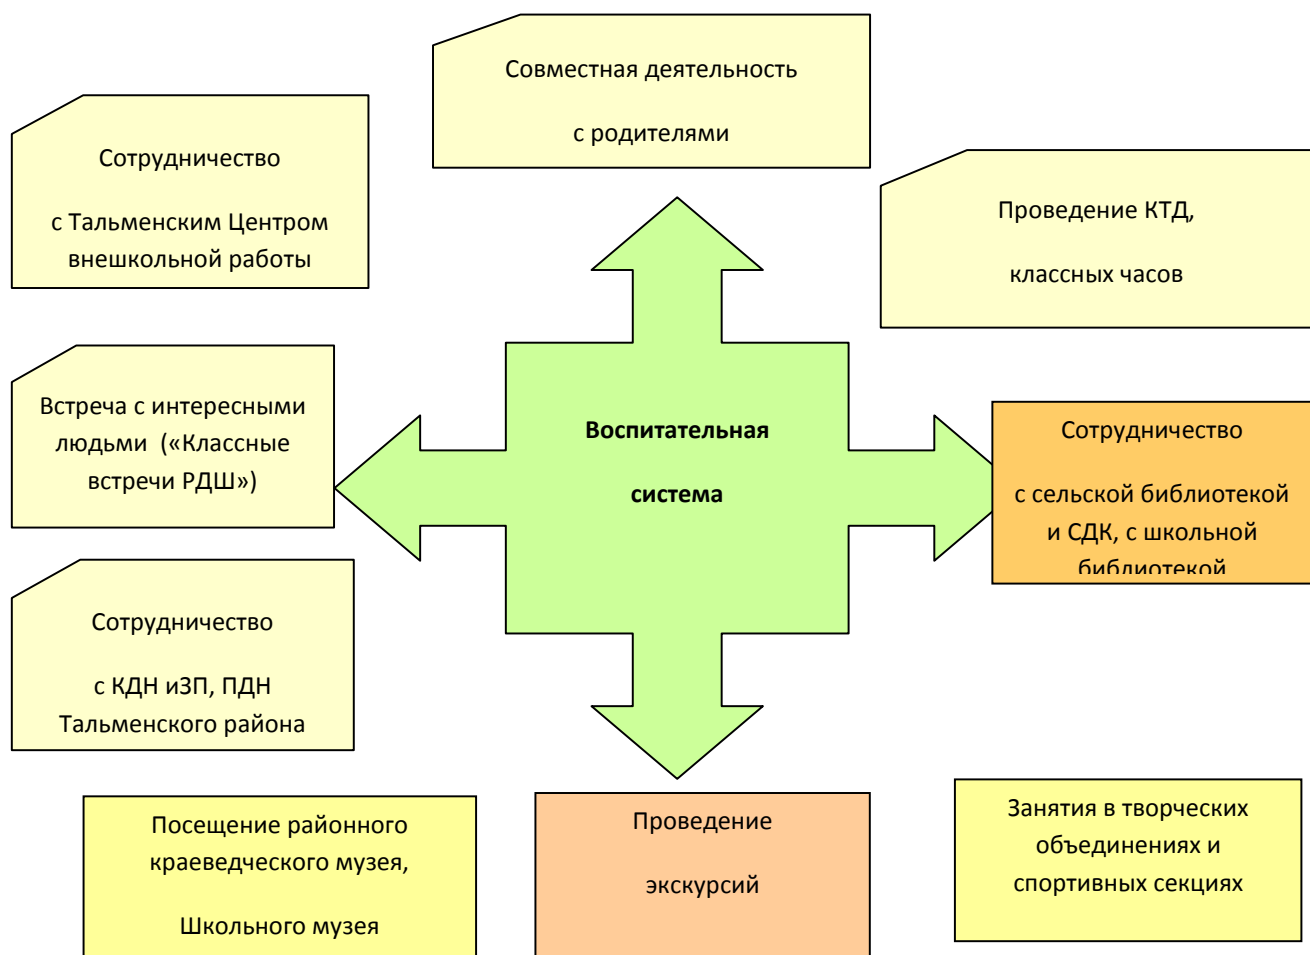 Совместная деятельность
с родителями
Сотрудничество
с Тальменским Центром
внешкольной работы
Проведение КТД,
классных часов
Встреча с интересными
людьми («Классные
встречи РДШ»)
Воспитательная
система
Сотрудничество
с сельской библиотекой
и СДК, с школьной
библиотекой
Сотрудничество
с КДН иЗП, ПДН
Тальменского района
Посещение районного
краеведческого музея,
Школьного музея
Проведение
экскурсий
Занятия в творческих
объединениях и
спортивных секциях